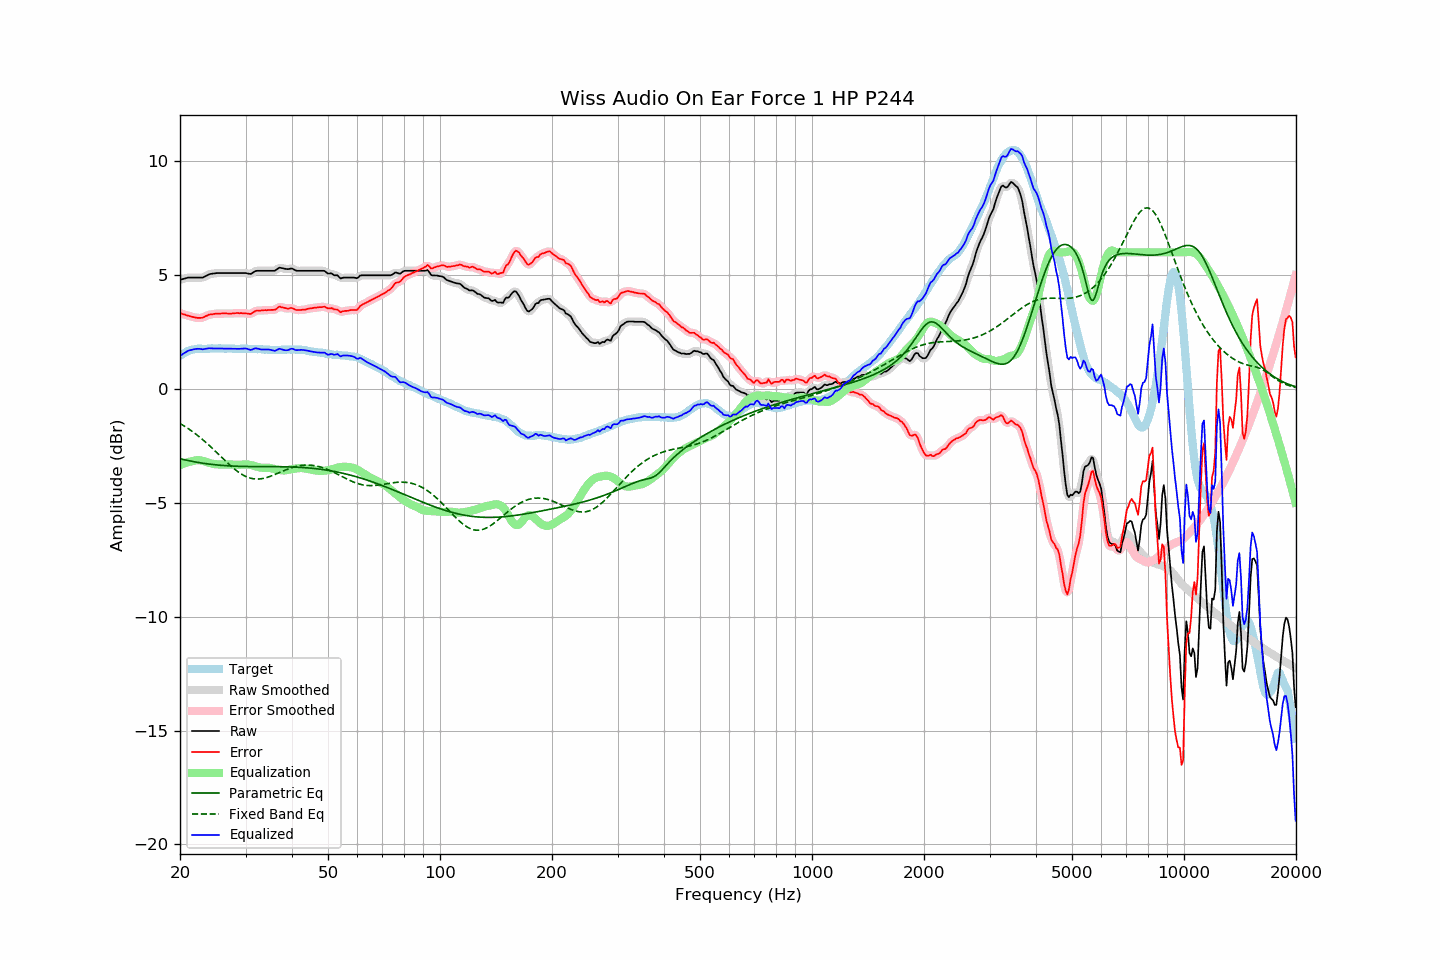 Wiss Audio On Ear Force 1 HP P244
Amplitude (dBr)
10
5
0
−5
−10
−15
−20
Target
Raw Smoothed
Error Smoothed
Raw
Error
Equalization
Parametric Eq
Fixed Band Eq
Equalized
20 50 100 200 500 1000 2000 5000 10000 20000
Frequency (Hz)